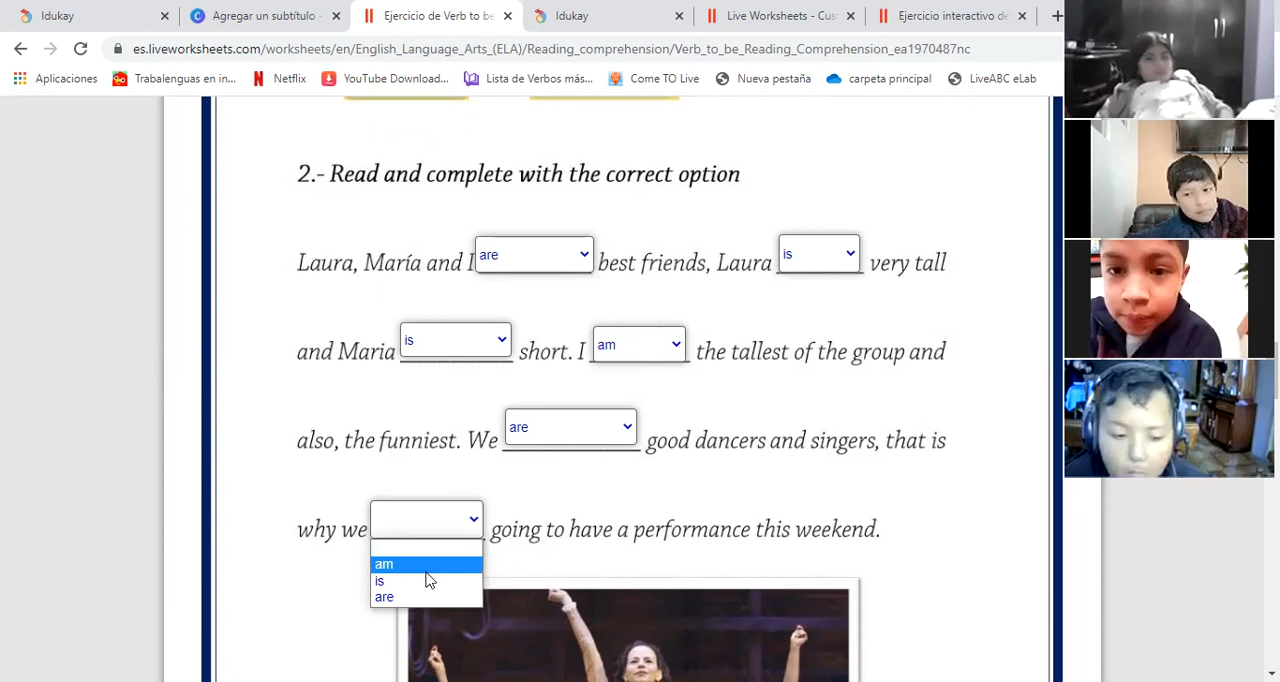 Idukay
Agregar un subtítulo -
Ejercicio de Verb to be
Idukay
Live Worksheets - Cus
Ejercicio interactivo de
es.liveworksheets.com/worksheets/en/English_Language_Arts_(ELA)/Reading_comprehension/Verb_to_be_Reading_Comprehension_ea1970487nc
Aplicaciones Trabalenguas en in... Netflix YouTube Download... Lista de Verbos más... Come TO Live Nueva pestaña carpeta principal LiveABC eLab
2.- Read and complete with the correct option
Laura, María and I are best friends, Laura is very tall
and Maria is short. I am the tallest of the group and
also, the funniest. We are good dancers and singers, that is
why we going to have a performance this weekend.
am
is
are